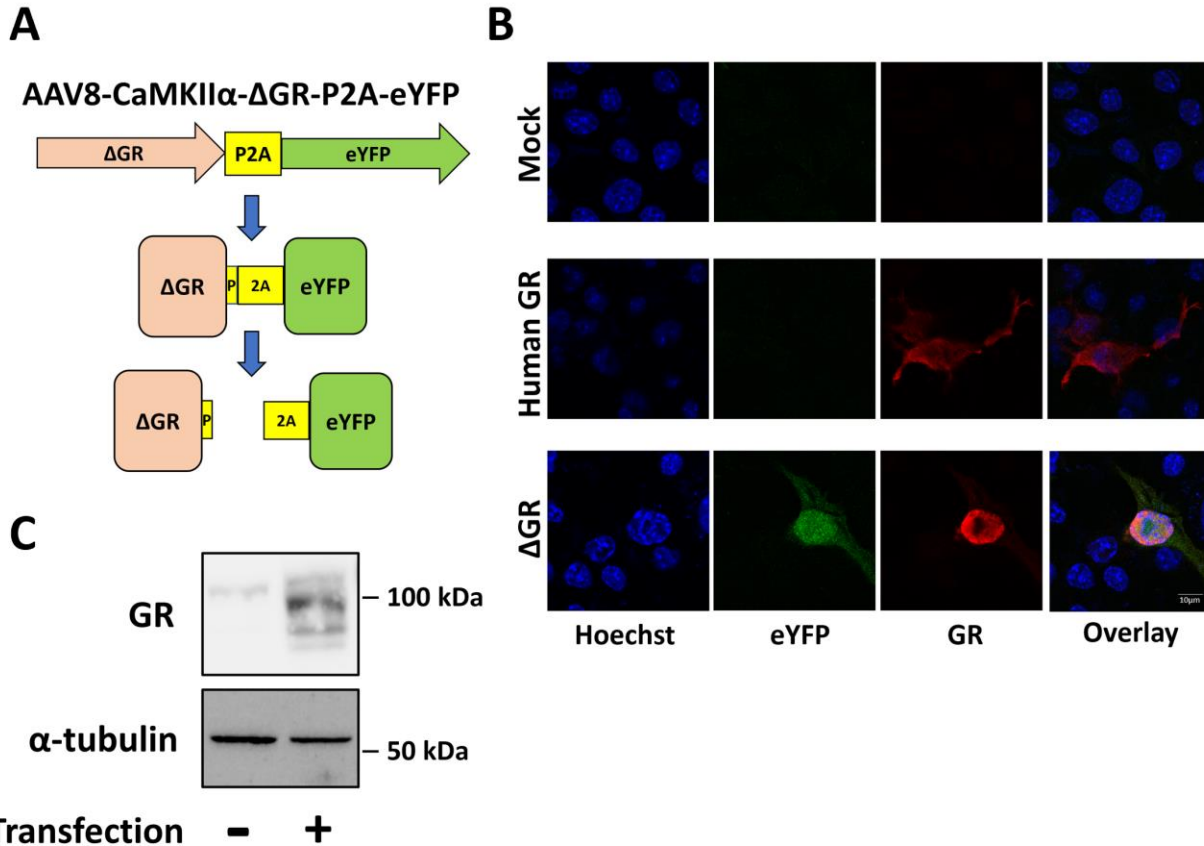 A
AAV8-CaMKIIα-ΔGR-P2A-eYFP
ΔGR P2A eYFP
ΔGR P 2A eYFP
ΔGR P 2A eYFP
B
Mock
Human GR
ΔGR
10μm
Hoechst eYFP GR Overlay
C
GR
100 kDa
α-tubulin
50 kDa
Transfection - +